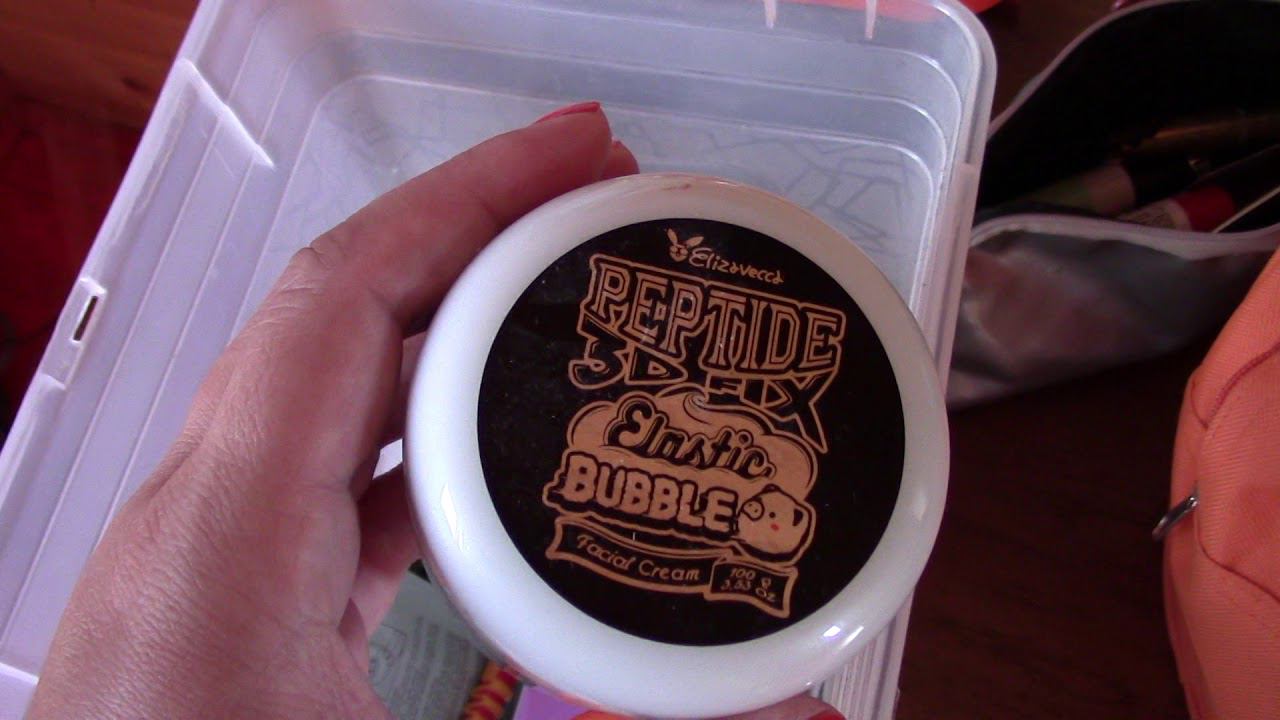 Elizavecca
PEPTIDE
3D FIX
Elastic
BUBBLE
Facial Cream
100 g
3.53 Oz